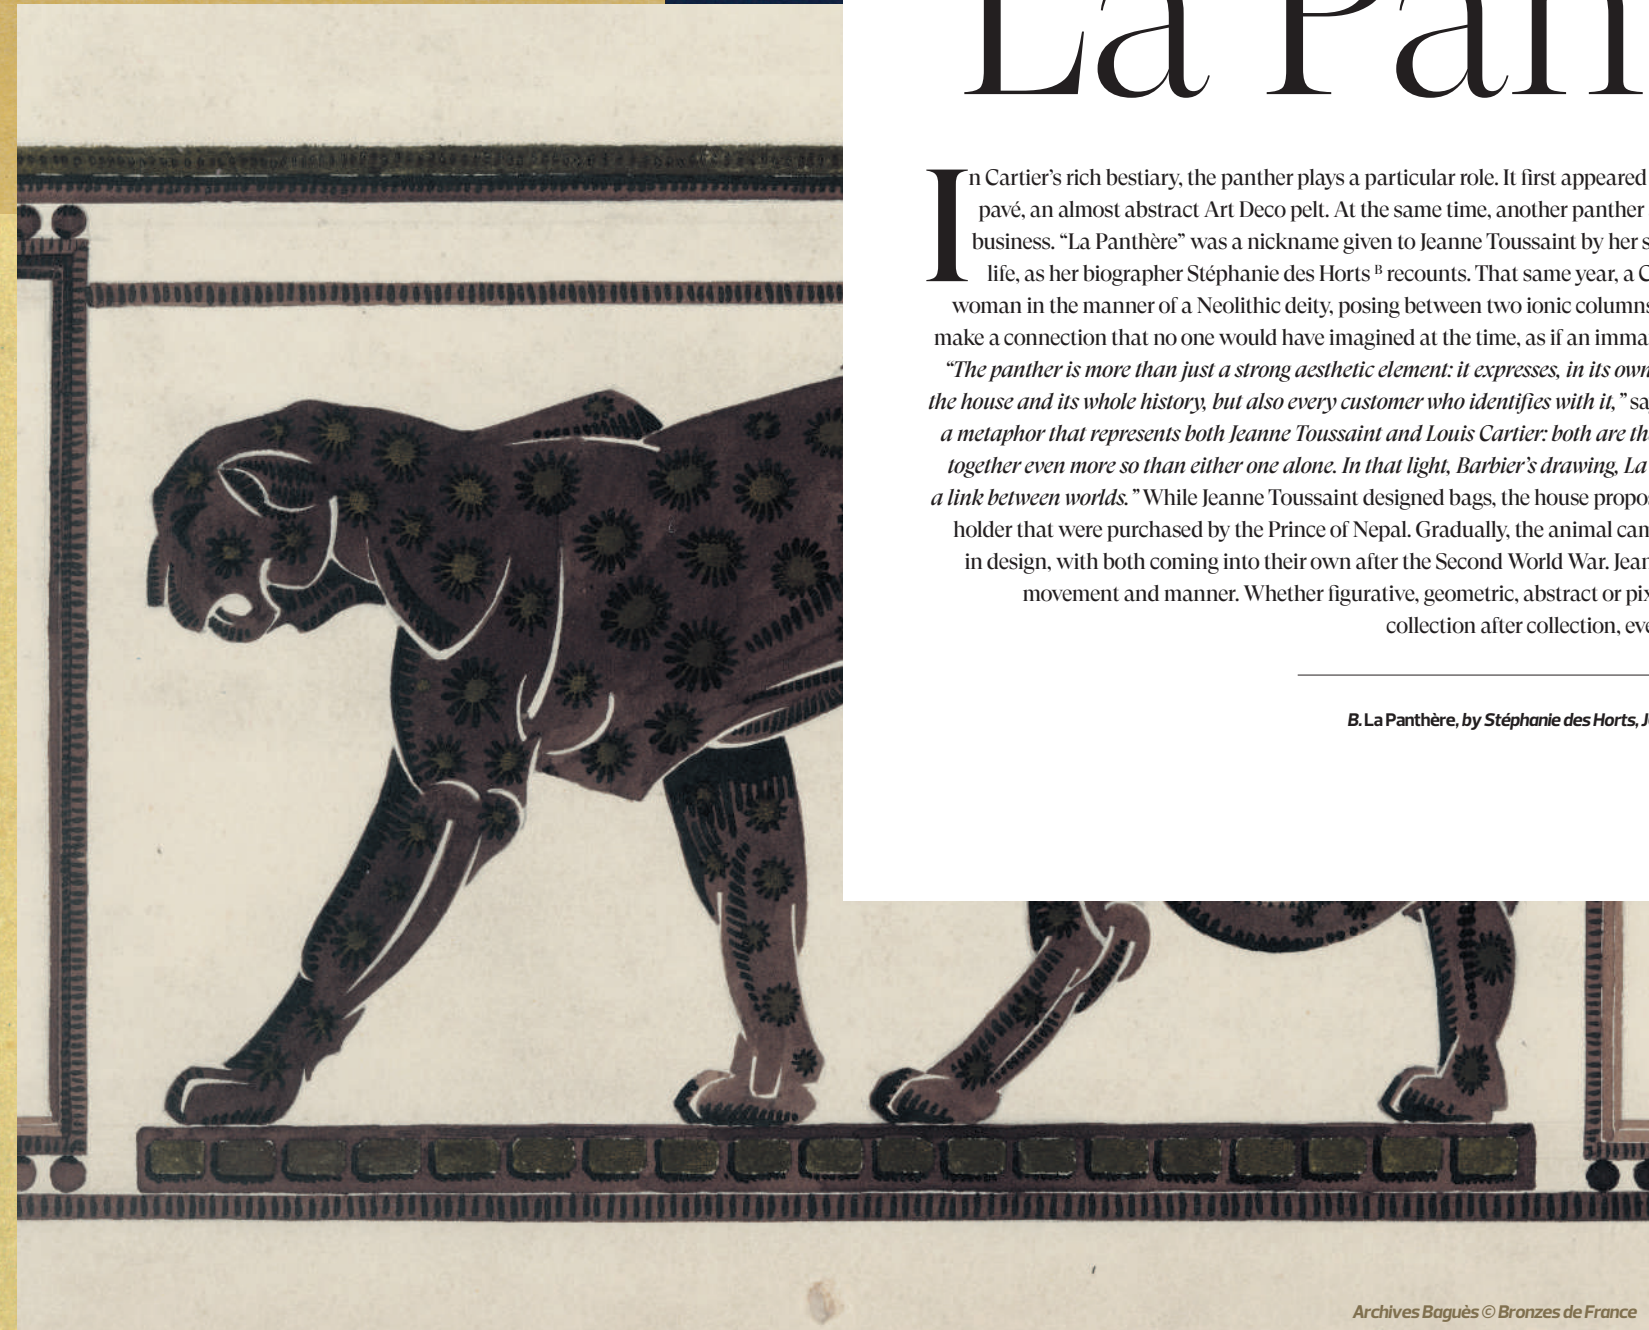 La Pan
In Cartier’s rich bestiary, the panther plays a particular role. It first appeared
pavé, an almost abstract Art Deco pelt. At the same time, another panther
business. “La Panthère” was a nickname given to Jeanne Toussaint by her s
life, as her biographer Stéphanie des Horts ᴮ recounts. That same year, a C
woman in the manner of a Neolithic deity, posing between two ionic columns
make a connection that no one would have imagined at the time, as if an imma
“The panther is more than just a strong aesthetic element: it expresses, in its own
the house and its whole history, but also every customer who identifies with it,” sa
a metaphor that represents both Jeanne Toussaint and Louis Cartier: both are the
together even more so than either one alone. In that light, Barbier’s drawing, La
a link between worlds.” While Jeanne Toussaint designed bags, the house propos
holder that were purchased by the Prince of Nepal. Gradually, the animal cam
in design, with both coming into their own after the Second World War. Jean
movement and manner. Whether figurative, geometric, abstract or pix
collection after collection, eve
B. La Panthère, by Stéphanie des Horts, J
Archives Baguès © Bronzes de France